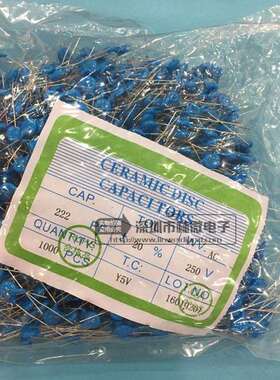 CERAMIC DISC
CAPACITORS
CAP.
222
20 %
AC
250 V
QUANTITY
1000 PCS
T.C:
Y5V
LOT NO
深圳市
微电子